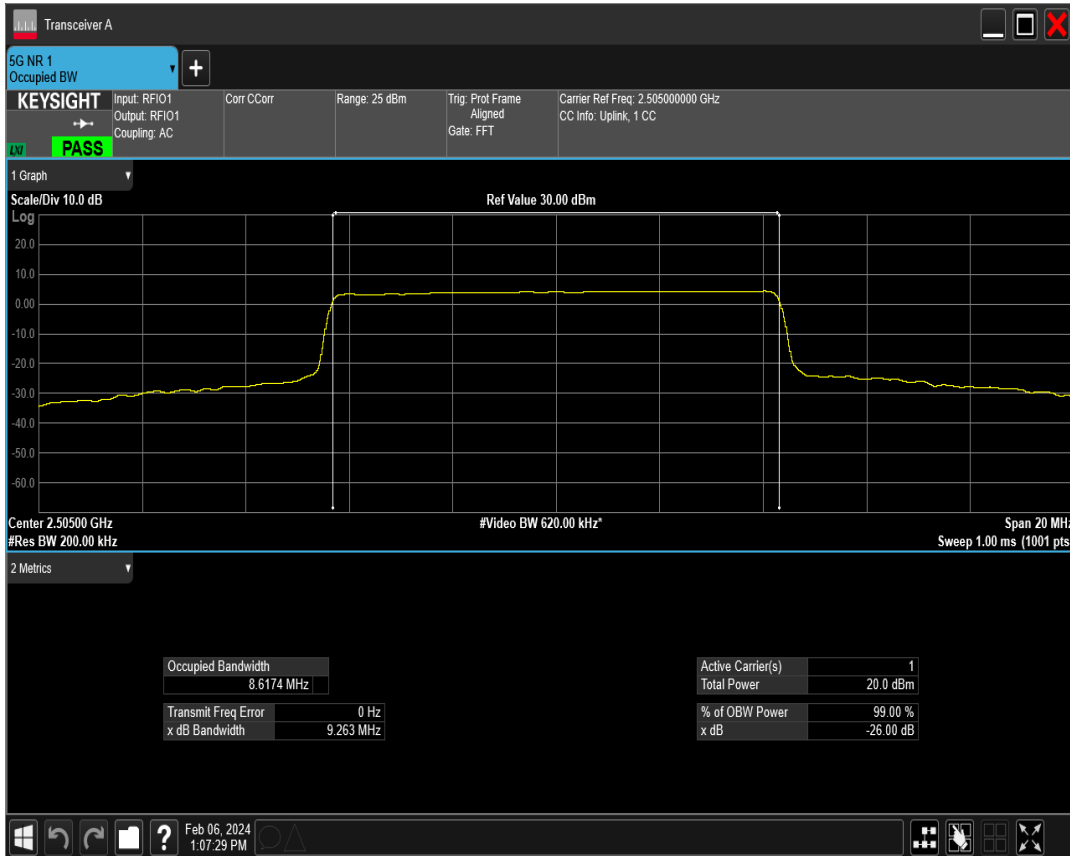 Transceiver A
5G NR 1
Occupied BW
KEYSIGHT
LXI
PASS
Input: RFIO1
Output: RFIO1
Coupling: AC
Corr CCorr
Range: 25 dBm
Trig: Prot Frame
Aligned
Gate: FFT
Carrier Ref Freq: 2.505000000 GHz
CC Info: Uplink, 1 CC
1 Graph
Scale/Div 10.0 dB
Ref Value 30.00 dBm
Log
20.0
10.0
0.00
-10.0
-20.0
-30.0
-40.0
-50.0
-60.0
Center 2.50500 GHz
#Video BW 620.00 kHz*
Span 20 MHz
#Res BW 200.00 kHz
Sweep 1.00 ms (1001 pts
2 Metrics
Occupied Bandwidth
8.6174 MHz
Transmit Freq Error 0 Hz
x dB Bandwidth 9.263 MHz
Active Carrier(s) 1
Total Power 20.0 dBm
% of OBW Power 99.00 %
x dB -26.00 dB
?
Feb 06, 2024
1:07:29 PM